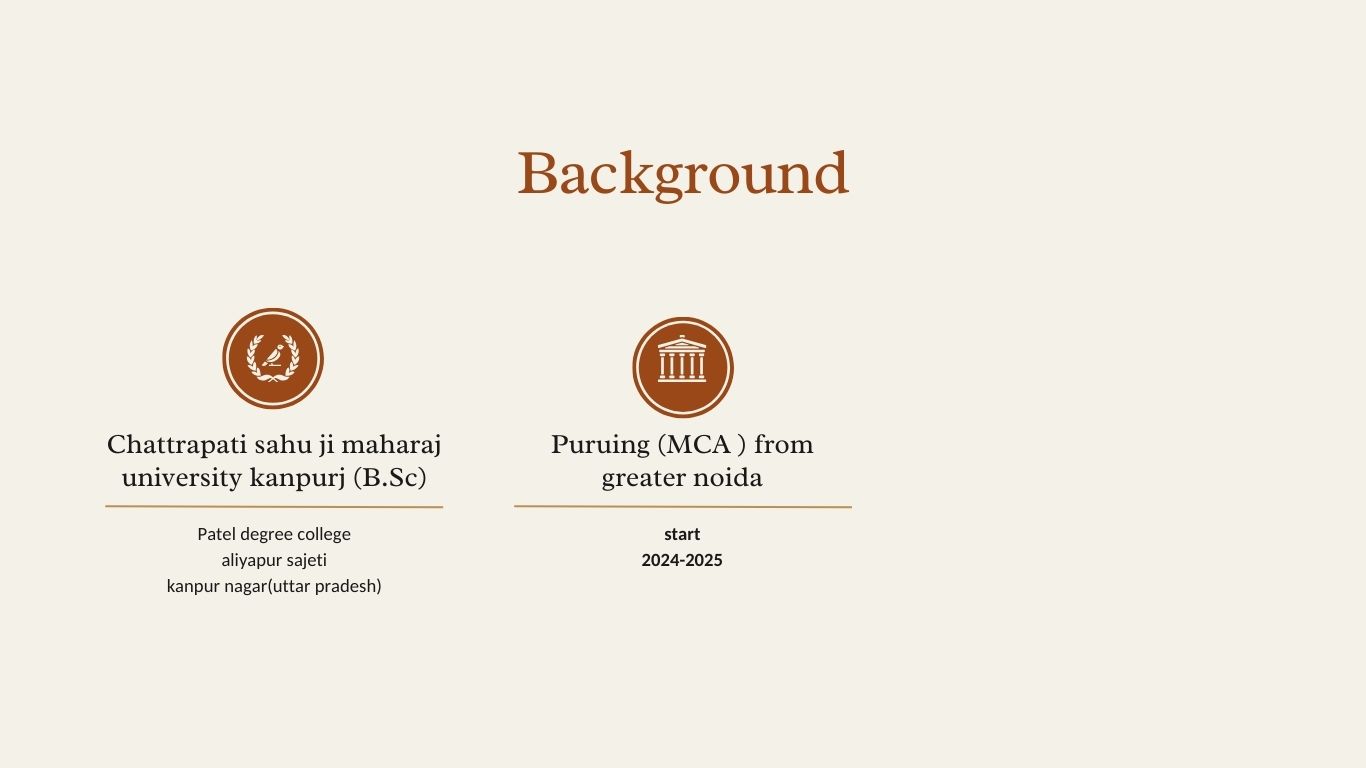 Background
Chattrapati sahu ji maharaj
university kanpurj (B.Sc)
Patel degree college
aliyapur sajeti
kanpur nagar(uttar pradesh)
Puruing (MCA ) from
greater noida
start
2024-2025